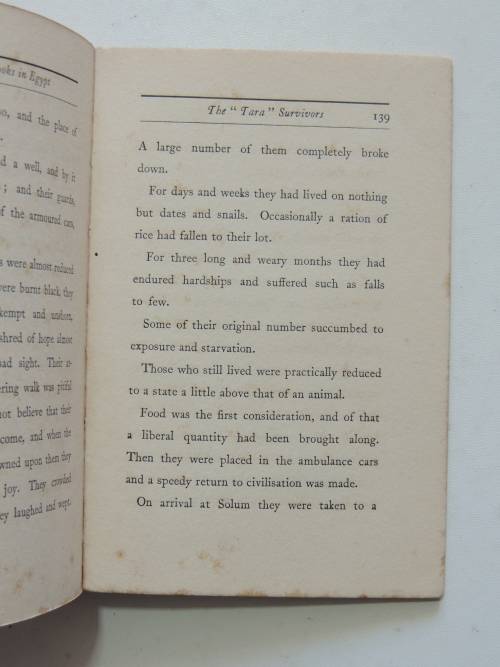 ooks in Egypt
oo, and the place of
d a well, and by it
; and their guards,
of the armoured cars,
s were almost reduced
were burnt black, they
kempt and unshorn,
shred of hope almost
sad sight. Their
ering walk was pitiful
not believe that their
come, and when the
wned upon then they
joy. They crowded
ey laughed and wept.
The "Tara" Survivors 139
A large number of them completely broke
down.
For days and weeks they had lived on nothing
but dates and snails. Occasionally a ration of
rice had fallen to their lot.
For three long and weary months they had
endured hardships and suffered such as falls
to few.
Some of their original number succumbed to
exposure and starvation.
Those who still lived were practically reduced
to a state a little above that of an animal.
Food was the first consideration, and of that
a liberal quantity had been brought along.
Then they were placed in the ambulance cars
and a speedy return to civilisation was made.
On arrival at Solum they were taken to a